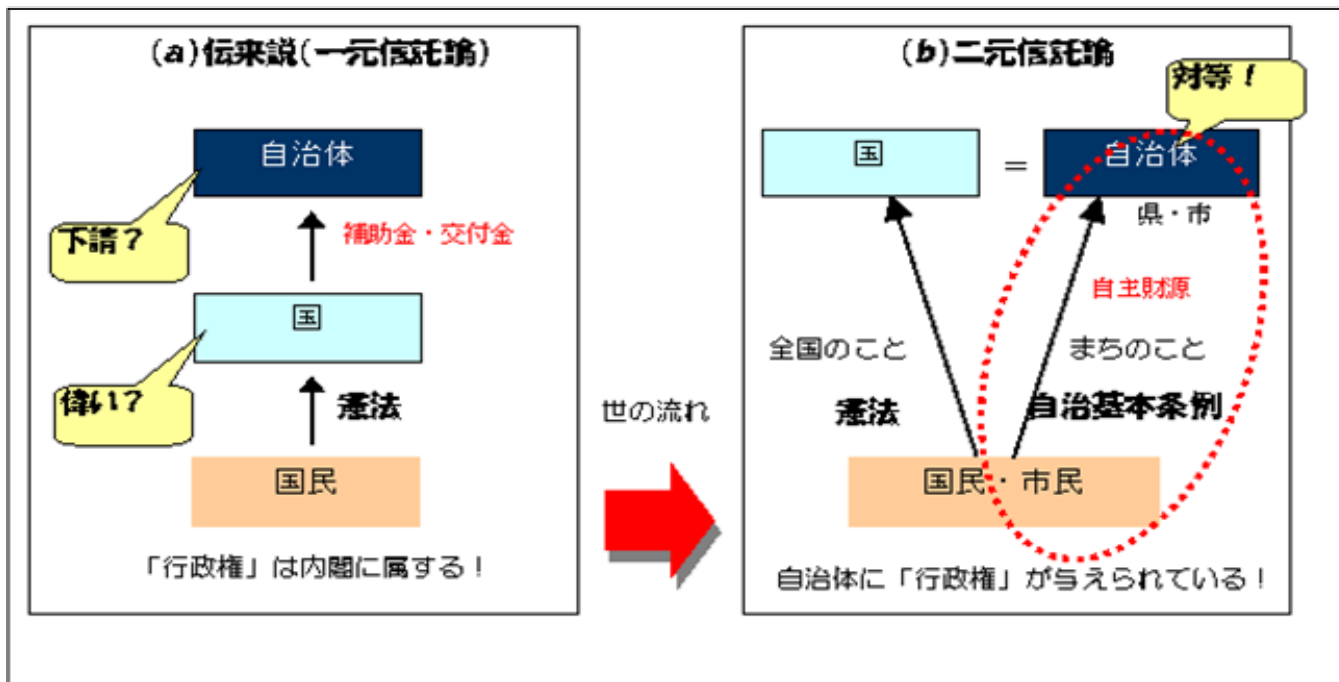 (a)伝来説(一元信託論)
自治体
下請?
補助金・交付金
国
偉い?
憲法
国民
「行政権」は内閣に属する!
世の流れ
(b)二元信託論
対等!
国
=
自治体
県・市
自主財源
全国のこと
まちのこと
憲法
自治基本条例
国民・市民
自治体に「行政権」が与えられている!